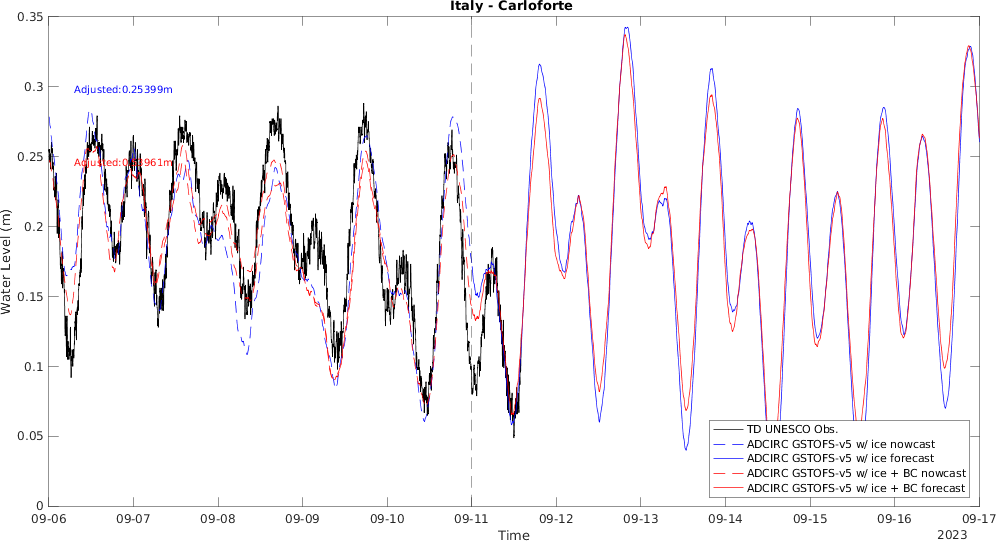 Italy - Carloforte
0.35
0.3
0.25
0.2
0.15
0.1
0.05
0
Water Level (m)
Adjusted:0.25399m
TD UNESCO Obs.
ADCIRC GSTOFS-v5 w/ ice nowcast
ADCIRC GSTOFS-v5 w/ ice forecast
ADCIRC GSTOFS-v5 w/ ice + BC nowcast
ADCIRC GSTOFS-v5 w/ ice + BC forecast
09-06 09-07 09-08 09-09 09-10 09-11 09-12 09-13 09-14 09-15 09-16 09-17
Time
2023